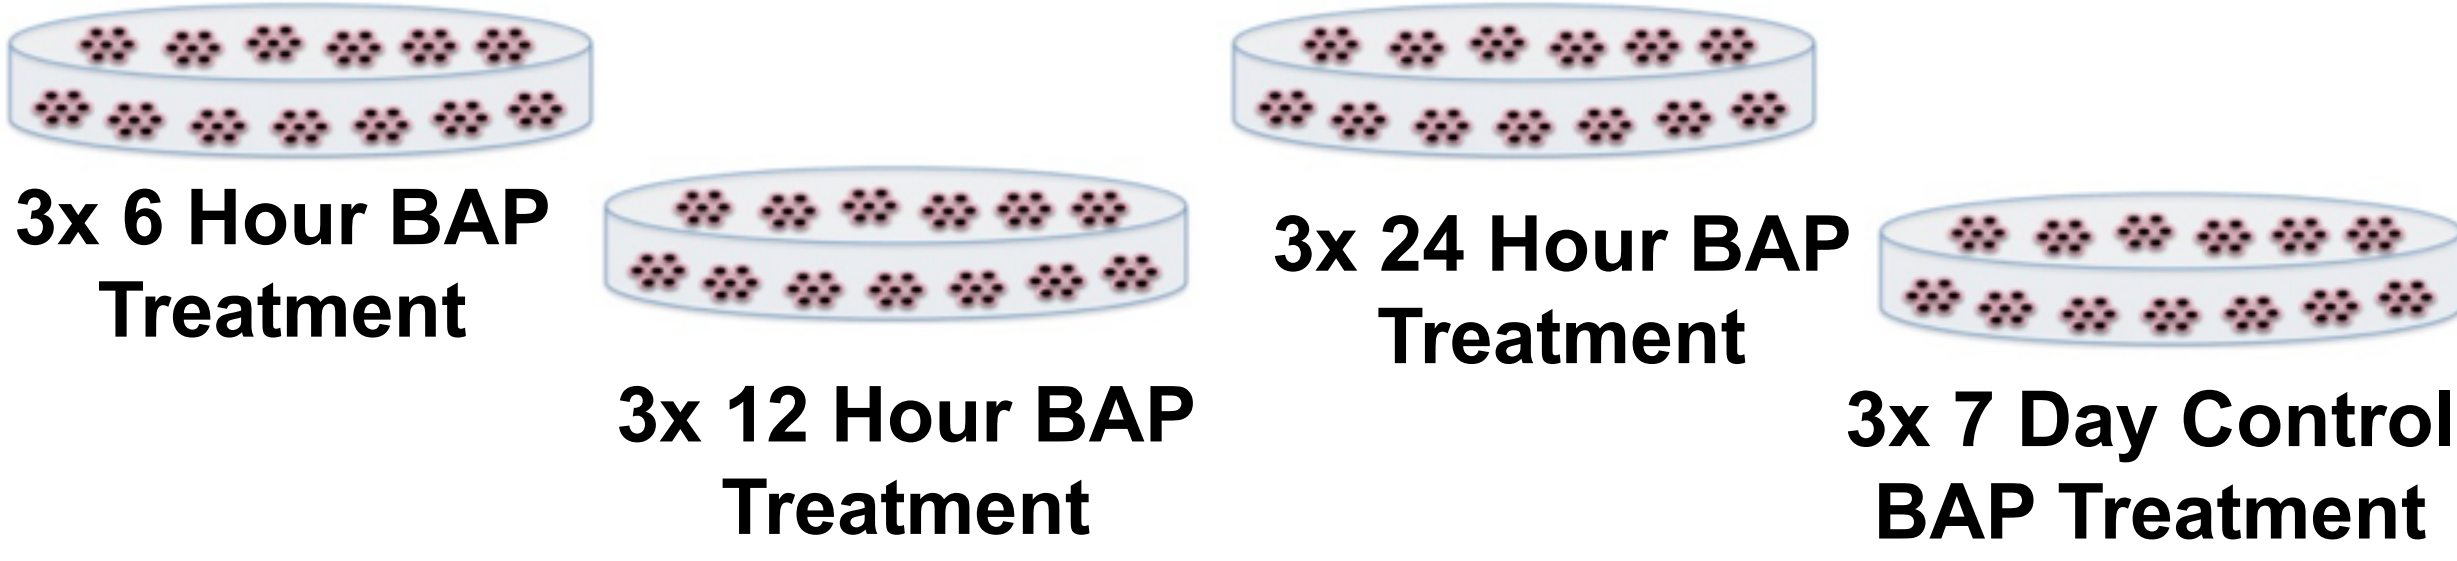 3x 6 Hour BAP
Treatment
3x 12 Hour BAP
Treatment
3x 24 Hour BAP
Treatment
3x 7 Day Control
BAP Treatment